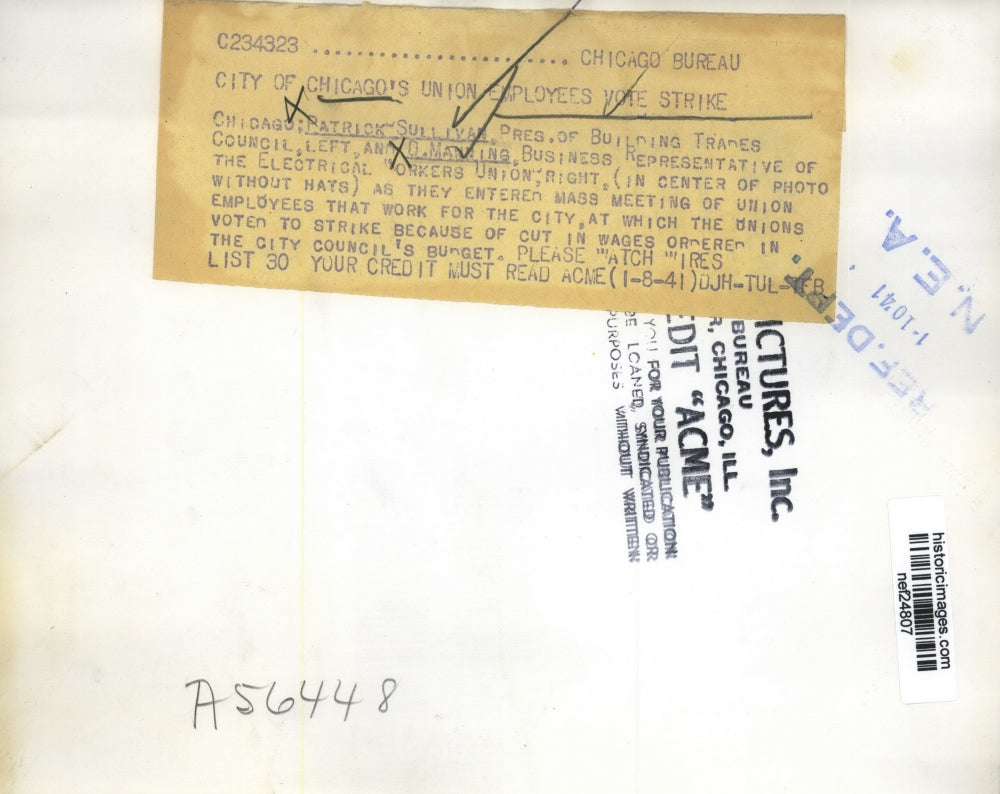 C234323 .............................. CHICAGO BUREAU
CITY OF CHICAGO'S UNION EMPLOYEES VOTE STRIKE
CHICAGO; PATRICK SULLIVAN, PRES. OF BUILDING TRADES
COUNCIL, LEFT, AND D. MANNING, BUSINESS REPRESENTATIVE OF
THE ELECTRICAL WORKERS UNION, RIGHT, (IN CENTER OF PHOTO
WITHOUT HATS) AS THEY ENTERED MASS MEETING OF UNION
EMPLOYEES THAT WORK FOR THE CITY, AT WHICH THE UNIONS
VOTED TO STRIKE BECAUSE OF CUT IN WAGES ORDERED IN
THE CITY COUNCIL'S BUDGET. PLEASE WATCH WIRES
LIST 30 YOUR CREDIT MUST READ ACME (1-8-41) DJH-TUL-
REF. DEPT.
1-10-41
N. E. A.
ICTURES, Inc.
BUREAU
R, CHICAGO, ILL.
EDIT "ACME"
YOU FOR YOUR PUBLICATION
BE LOANED, SYNDICATED OR
PURPOSES WITHOUT WRITTEN
historicimages.com
nef24807
A56448